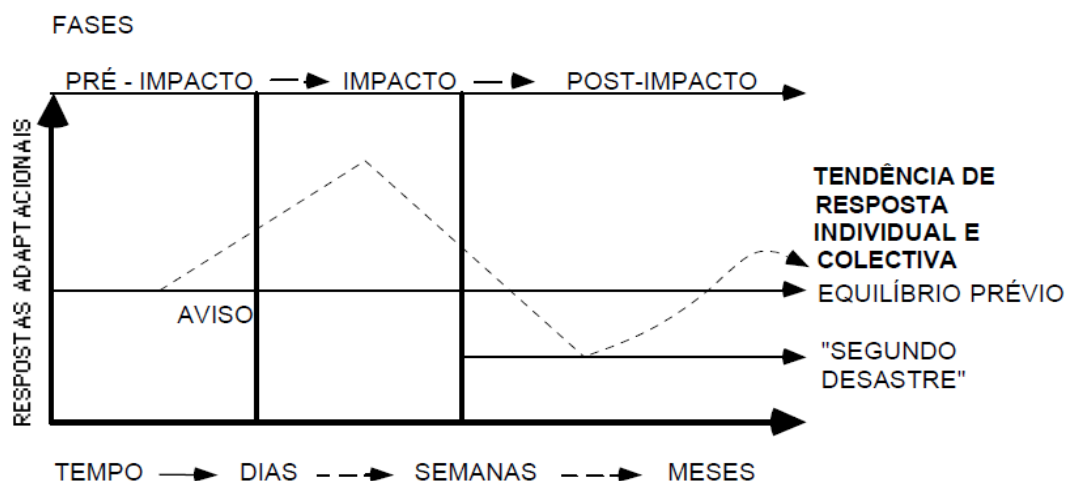 FASES
PRÉ - IMPACTO
IMPACTO
POST-IMPACTO
RESPOSTAS ADAPTACIONAIS
TENDÊNCIA DE
RESPOSTA
INDIVIDUAL E
COLECTIVA
EQUILÍBRIO PRÉVIO
AVISO
"SEGUNDO
DESASTRE"
TEMPO
DIAS
SEMANAS
MESES